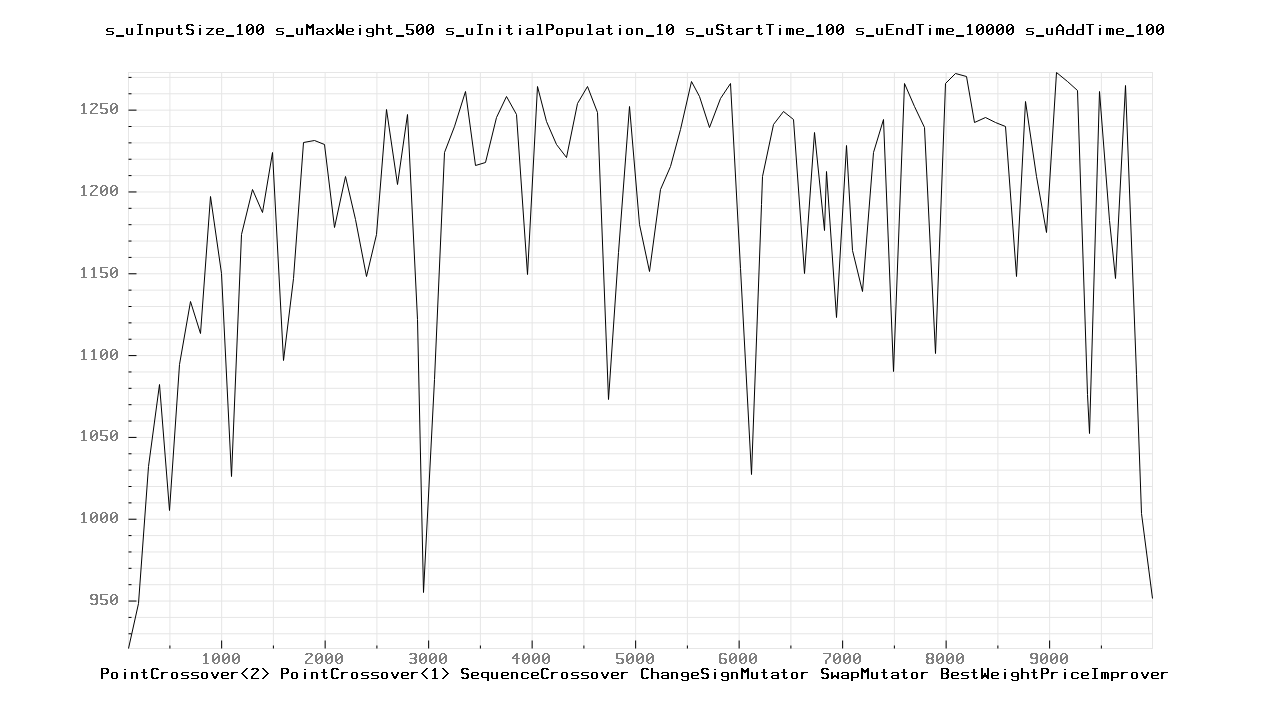 s_uInputSize_100 s_uMaxWeight_500 s_uInitialPopulation_10 s_uStartTime_100 s_uEndTime_10000 s_uAddTime_100
1250
1200
1150
1100
1050
1000
950
1000 2000 3000 4000 5000 6000 7000 8000 9000
PointCrossover<2> PointCrossover<1> SequenceCrossover ChangeSignMutator SwapMutator BestWeightPriceImprover